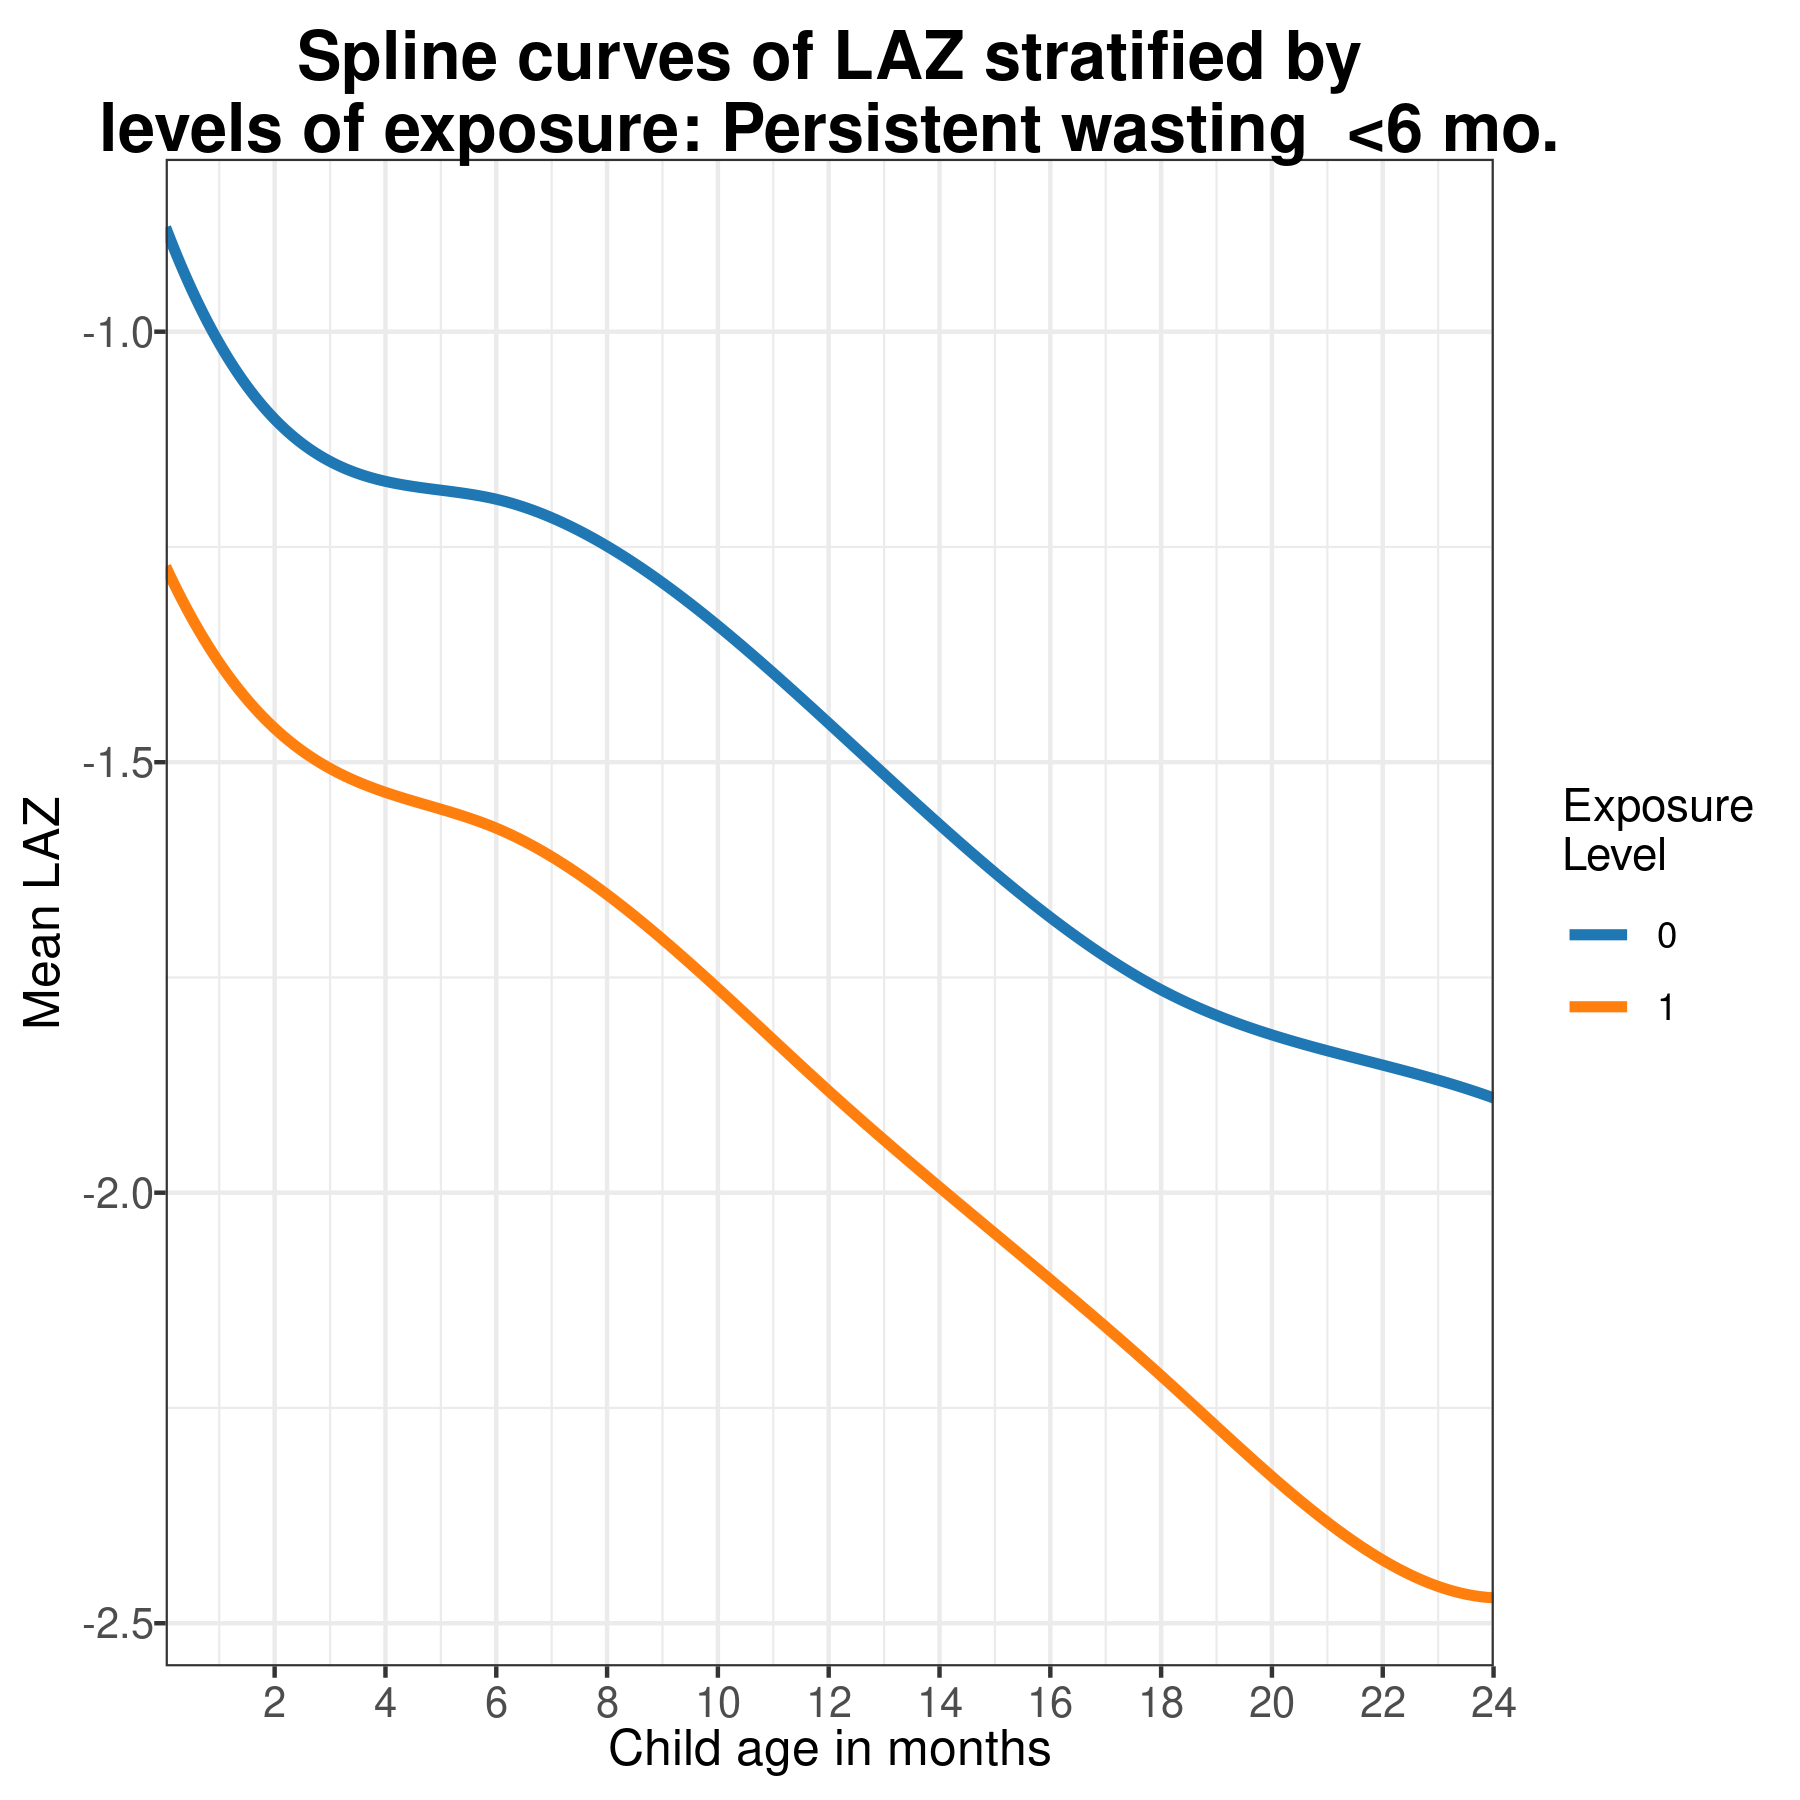 Spline curves of LAZ stratified by
levels of exposure: Persistent wasting  <6 mo.
Mean LAZ
-1.0
-1.5
-2.0
-2.5
2 4 6 8 10 12 14 16 18 20 22 24
Child age in months
Exposure
Level
0
1